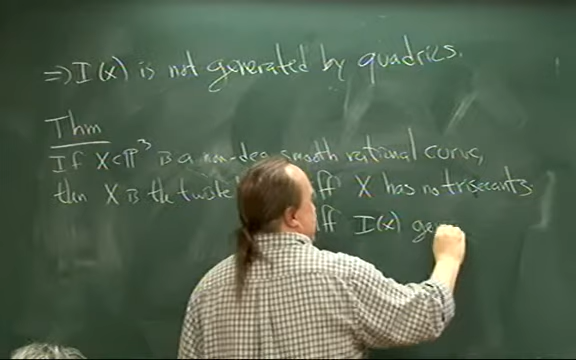 ⇒ I(X) is not generated by quadrics.
Thm
If X⊂ℙ³ is a non-deg smooth rational curve,
then X is the twiste iff X has no trisecants.
iff I(X) ge